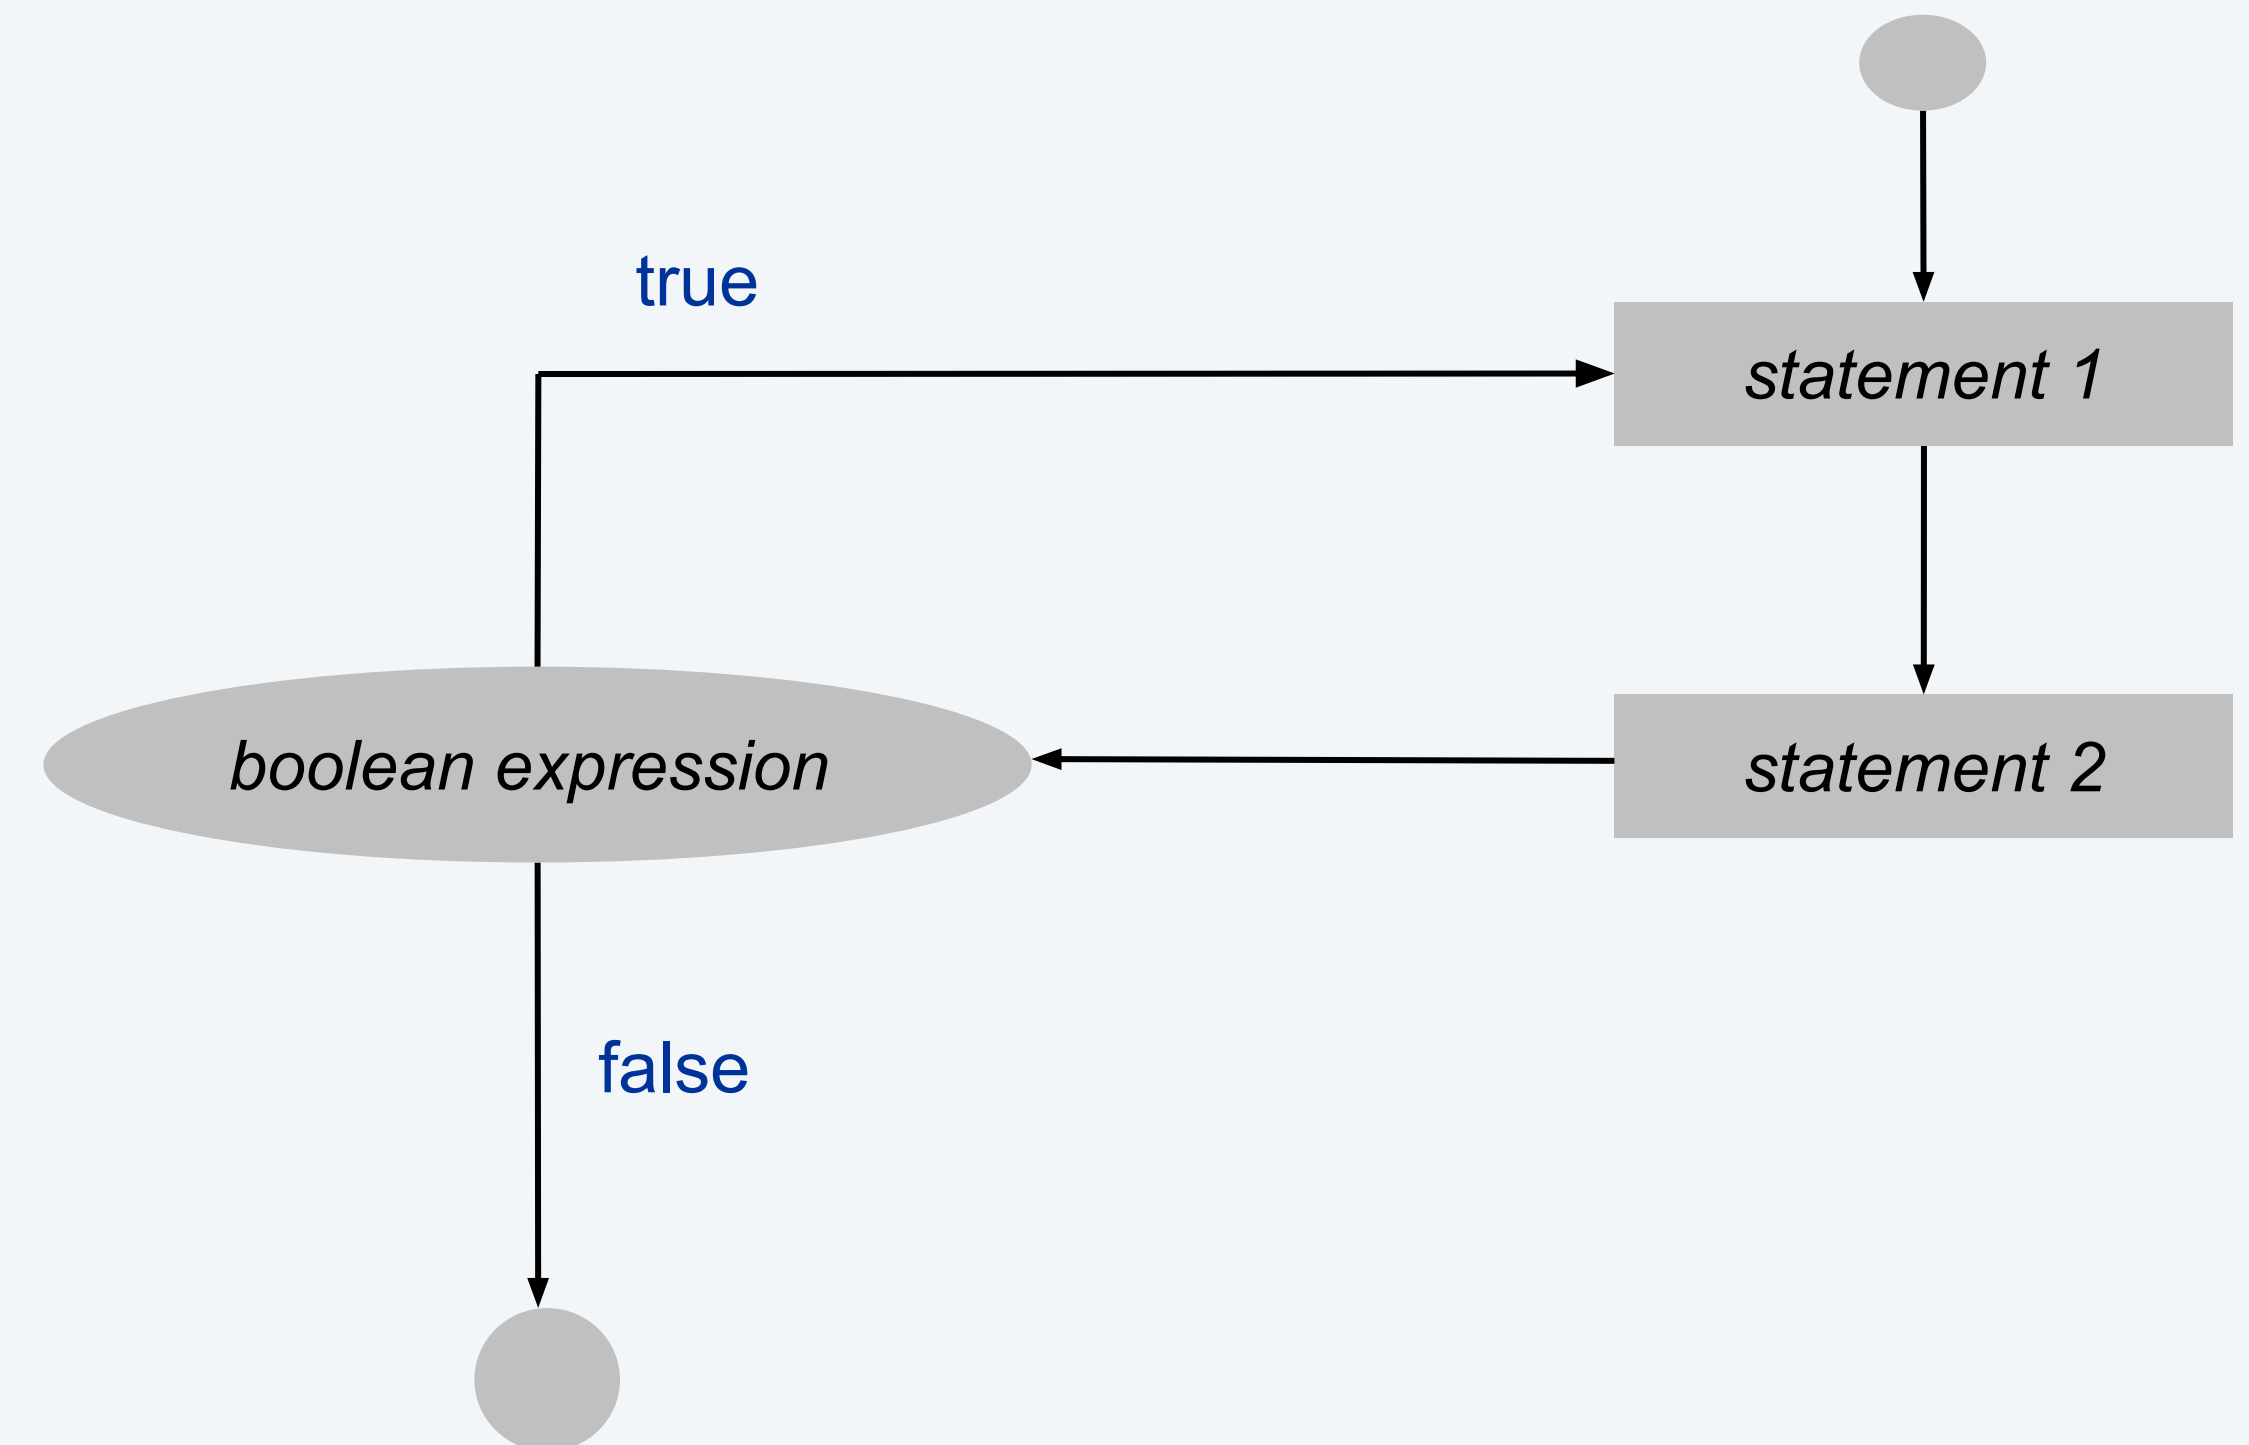 true
statement 1
boolean expression
statement 2
false